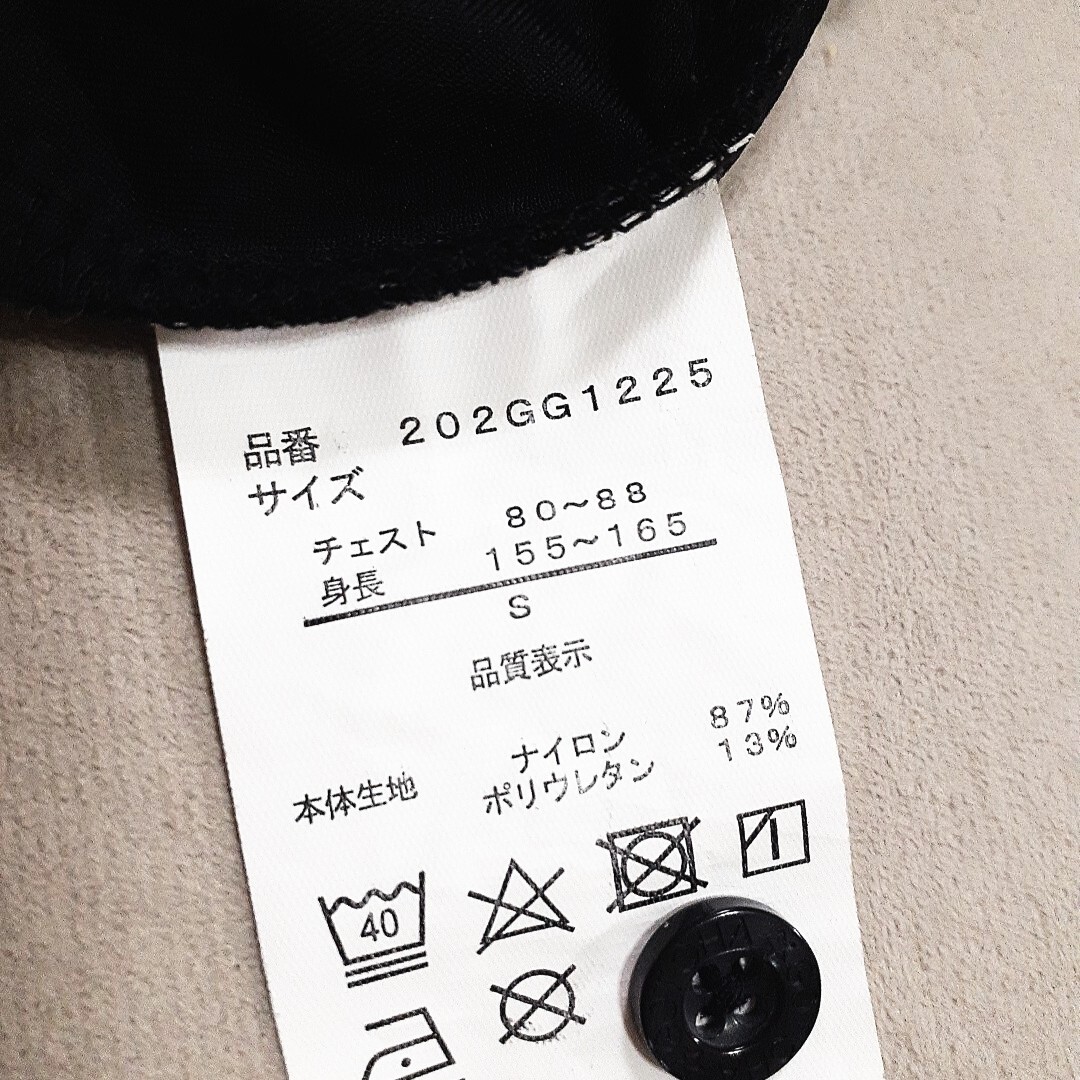 品番 202GG1225
サイズ
チェスト 80～88
身長 155～165
S
品質表示
ナイロン 87%
本体生地 ポリウレタン 13%
40